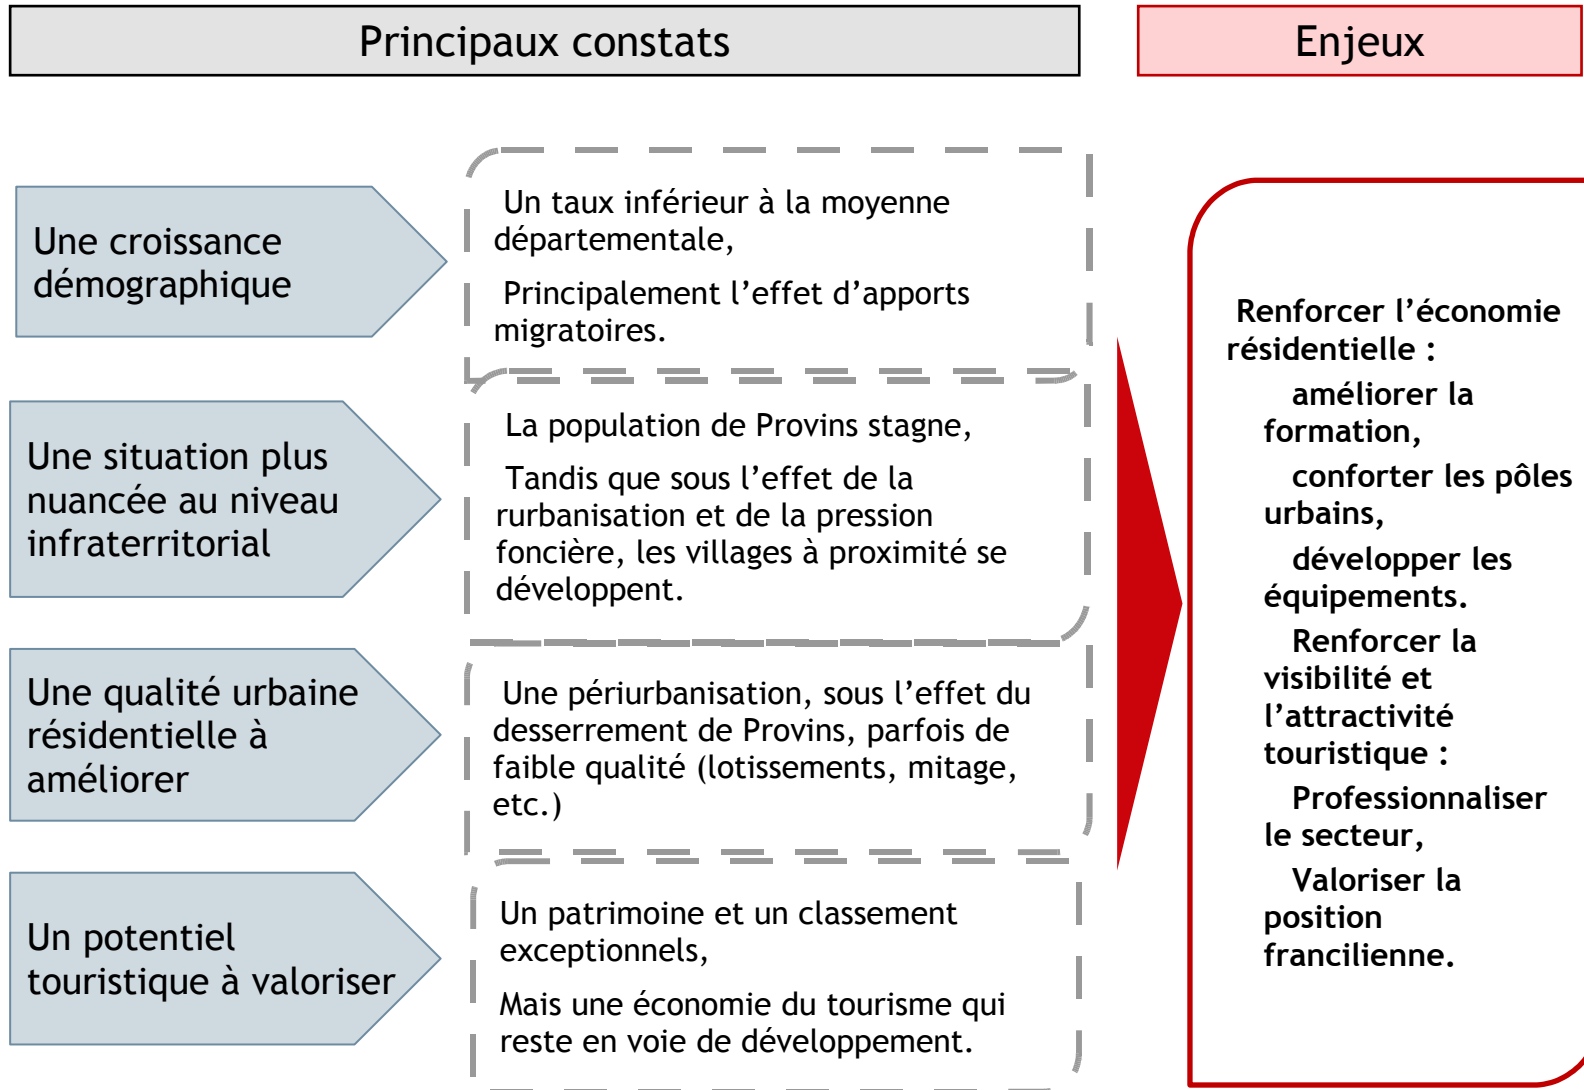 Principaux constats
Enjeux
Une croissance
démographique
Un taux inférieur à la moyenne
départementale,
Principalement l’effet d’apports
migratoires.
Une situation plus
nuancée au niveau
infraterritorial
La population de Provins stagne,
Tandis que sous l’effet de la
rurbanisation et de la pression
foncière, les villages à proximité se
développent.
Une qualité urbaine
résidentielle à
améliorer
Une périurbanisation, sous l’effet du
desserrement de Provins, parfois de
faible qualité (lotissements, mitage,
etc.)
Un potentiel
touristique à valoriser
Un patrimoine et un classement
exceptionnels,
Mais une économie du tourisme qui
reste en voie de développement.
Renforcer l’économie
résidentielle :
améliorer la
formation,
conforter les pôles
urbains,
développer les
équipements.
Renforcer la
visibilité et
l’attractivité
touristique :
Professionnaliser
le secteur,
Valoriser la
position
francilienne.